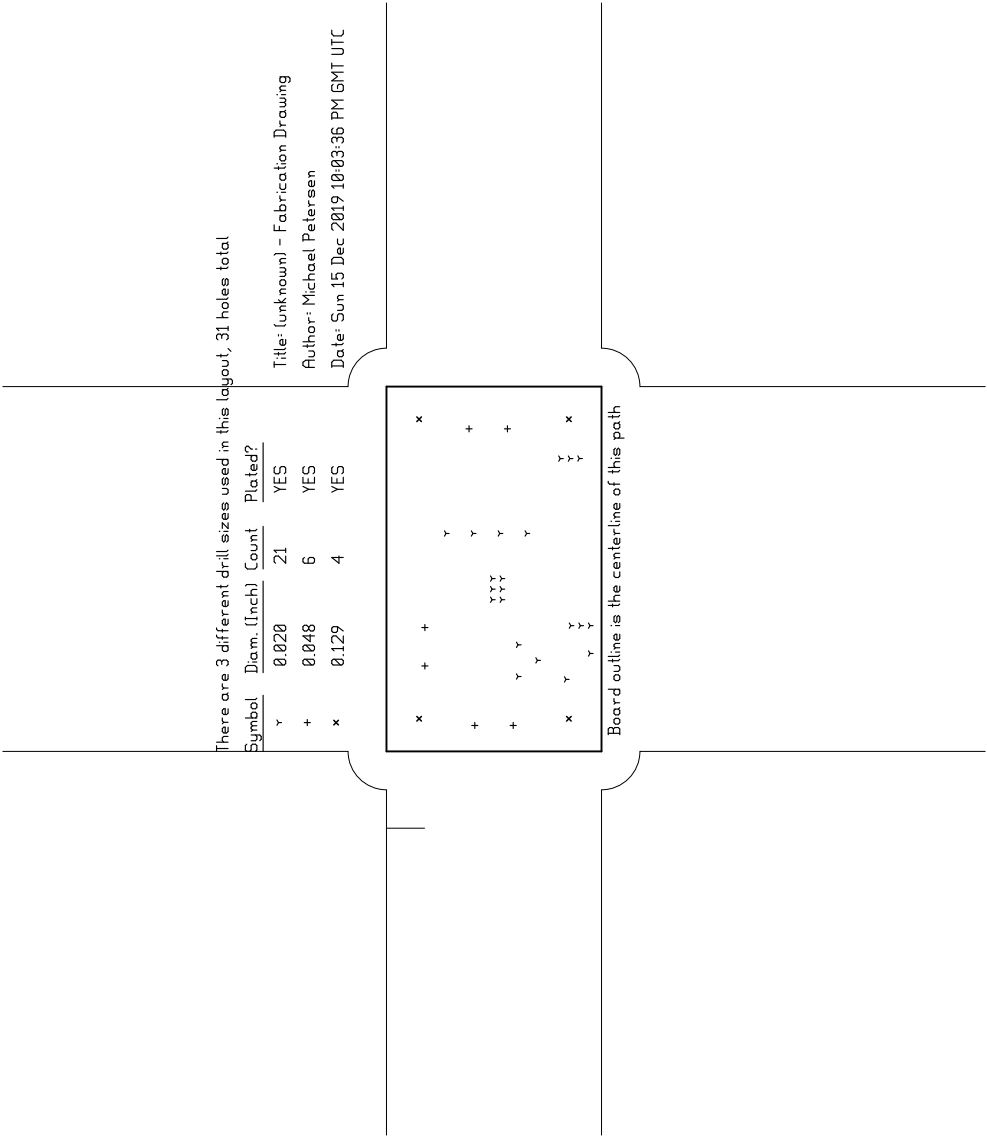 There are 3 different drill sizes used in this layout, 31 holes total
Symbol Diam. (Inch) Count Plated?
0.020 21 YES
0.048 6 YES
0.129 4 YES
Title: (unknown) - Fabrication Drawing
Author: Michael Petersen
Date: Sun 15 Dec 2019 10:03:36 PM GMT UTC
Board outline is the centerline of this path